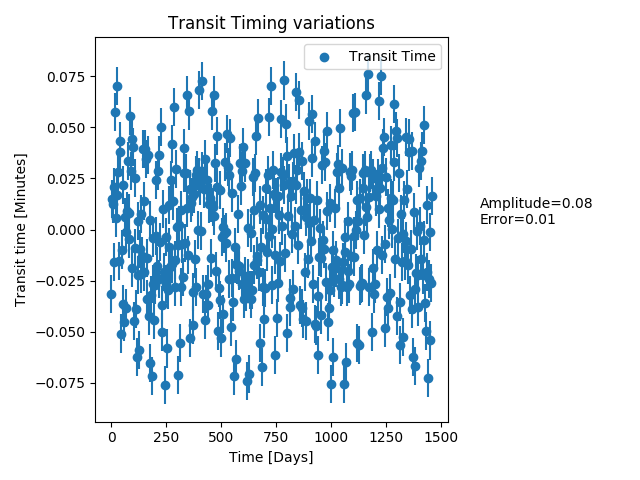 Transit Timing variations
Transit Time
Transit time [Minutes]
0.075
0.050
0.025
0.000
−0.025
−0.050
−0.075
0
250
500
750
1000
1250
1500
Time [Days]
Amplitude=0.08
Error=0.01